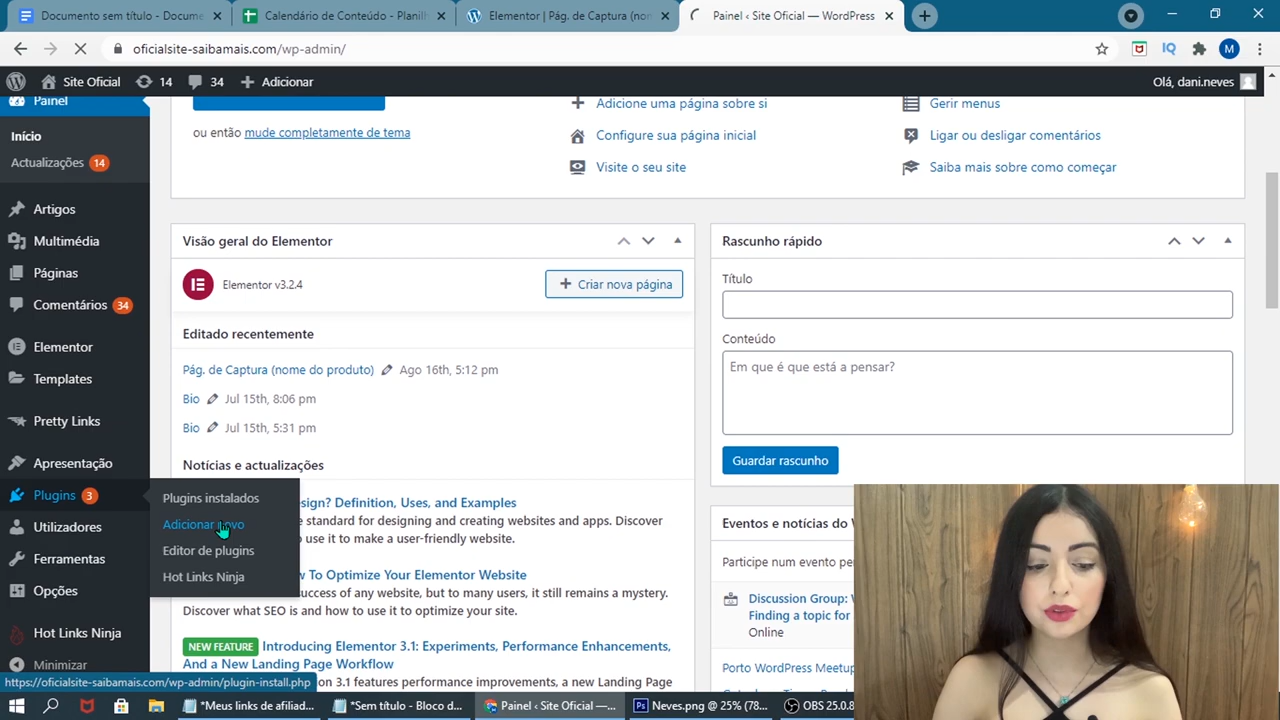 Documento sem título - Docume
Calendário de Conteúdo - Planil
Elementor | Pág. de Captura (nom
Painel ‹ Site Oficial — WordPress
oficialsite-saibamais.com/wp-admin/
Site Oficial
14
34
Adicionar
Olá, dani.neves
Painel
Início
Actualizações 14
Artigos
Multimédia
Páginas
Comentários 34
Elementor
Templates
Pretty Links
Apresentação
Plugins 3
Utilizadores
Ferramentas
Opções
Hot Links Ninja
Minimizar
Plugins instalados
Adicionar novo
Editor de plugins
Hot Links Ninja
ou então mude completamente de tema
Adicione uma página sobre si
Configure sua página inicial
Visite o seu site
Gerir menus
Ligar ou desligar comentários
Saiba mais sobre como começar
Visão geral do Elementor
Elementor v3.2.4
Criar nova página
Editado recentemente
Pág. de Captura (nome do produto) Ago 16th, 5:12 pm
Bio Jul 15th, 8:06 pm
Bio Jul 15th, 5:31 pm
Notícias e actualizações
sign? Definition, Uses, and Examples
e standard for designing and creating websites and apps. Discover
use it to make a user-friendly website.
To Optimize Your Elementor Website
success of any website, but to many users, it still remains a mystery.
Discover what SEO is and how to use it to optimize your site.
NEW FEATURE Introducing Elementor 3.1: Experiments, Performance Enhancements,
And a New Landing Page Workflow
on 3.1 features performance improvements, a new Landing Page
Rascunho rápido
Título
Conteúdo
Em que é que está a pensar?
Guardar rascunho
Eventos e notícias do W
Participe num evento per
Discussion Group: W
Finding a topic for
Online
Porto WordPress Meetup
https://oficialsite-saibamais.com/wp-admin/plugin-install.php
*Meus links de afiliad...
*Sem título - Bloco d...
Painel ‹ Site Oficial —...
Neves.png @ 25% (78...
OBS 25.0.8